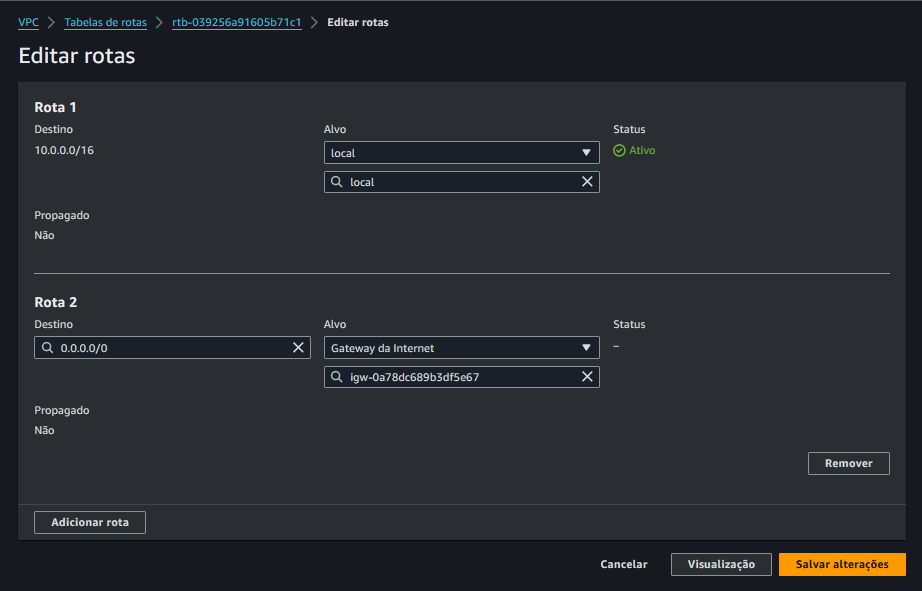 VPC > Tabelas de rotas > rtb-039256a91605b71c1 > Editar rotas
Editar rotas
Rota 1
Destino Alvo Status
10.0.0.0/16 local Ativo
local
Propagado
Não
Rota 2
Destino Alvo Status
0.0.0.0/0 Gateway da Internet –
igw-0a78dc689b3df5e67
Propagado
Não
Remover
Adicionar rota
Cancelar Visualização Salvar alterações